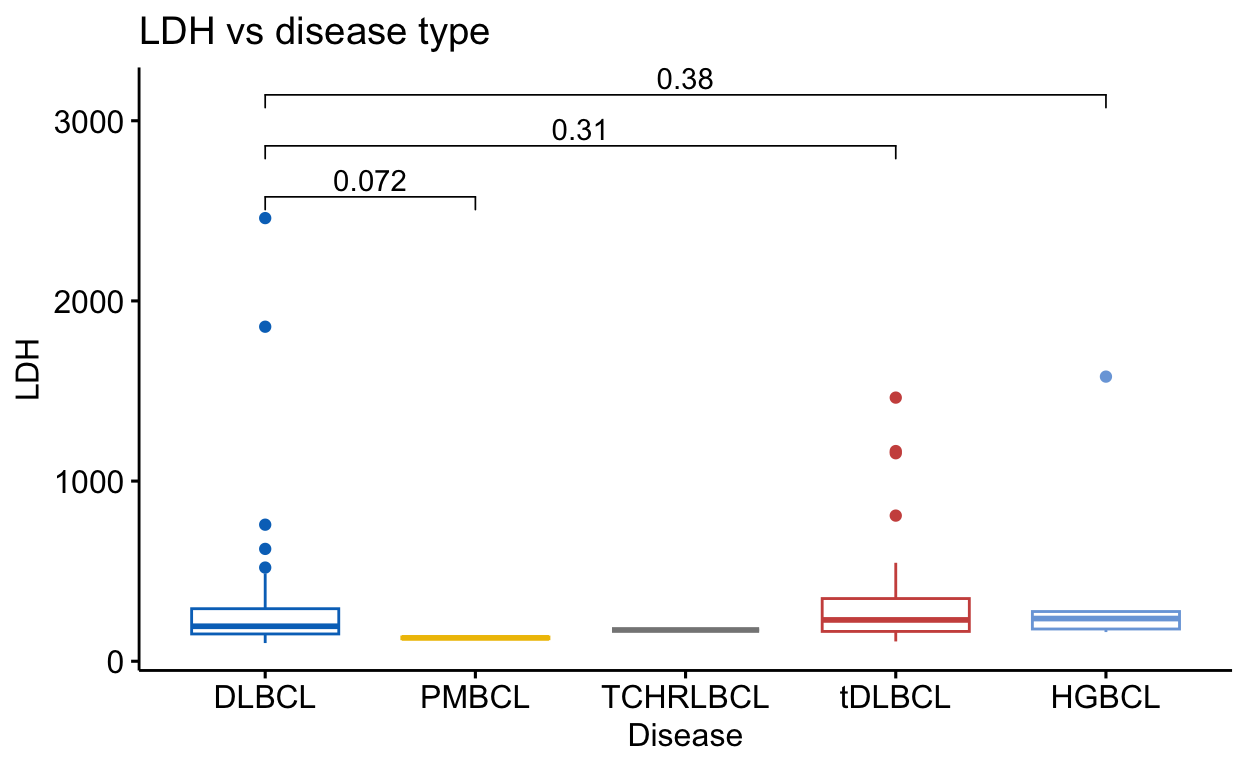 LDH vs disease type
0.38
3000
0.31
0.072
2000
LDH
1000
0
DLBCL PMBCL TCHRLBCL tDLBCL HGBCL
Disease